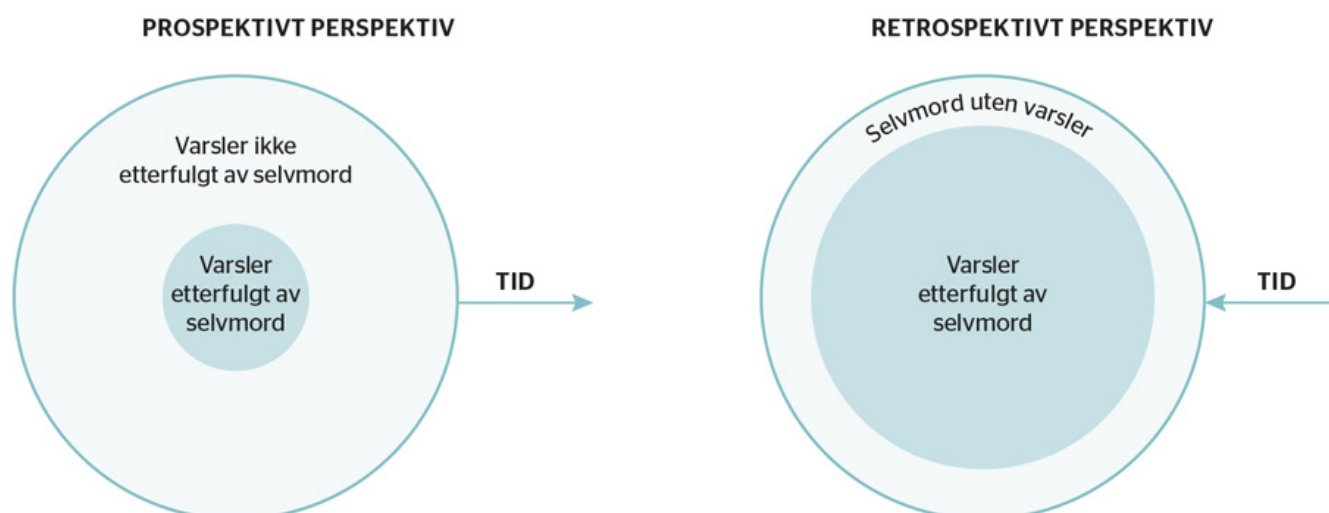 PROSPEKTIVT PERSPEKTIV
Varsler ikke
etterfulgt av selvmord
Varsler
etterfulgt av
selvmord
TID
RETROSPEKTIVT PERSPEKTIV
Selvmord uten varsler
Varsler
etterfulgt av
selvmord
TID